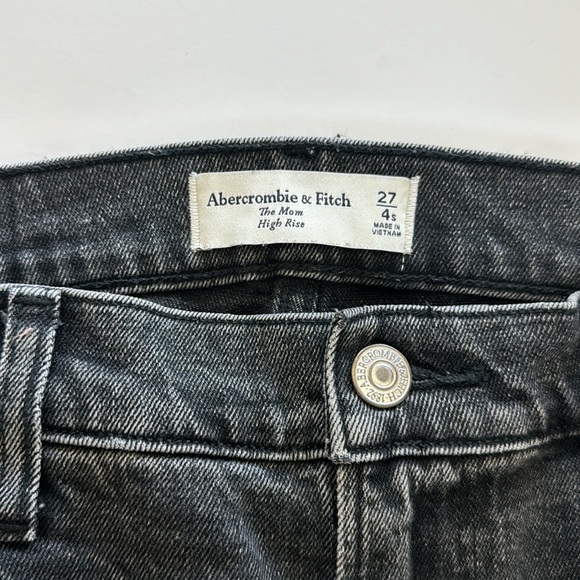 Abercrombie & Fitch
The Mom
High Rise
27
4s
MADE IN
VIETNAM
ABERCROMBIE & FITCH · 1892 ·